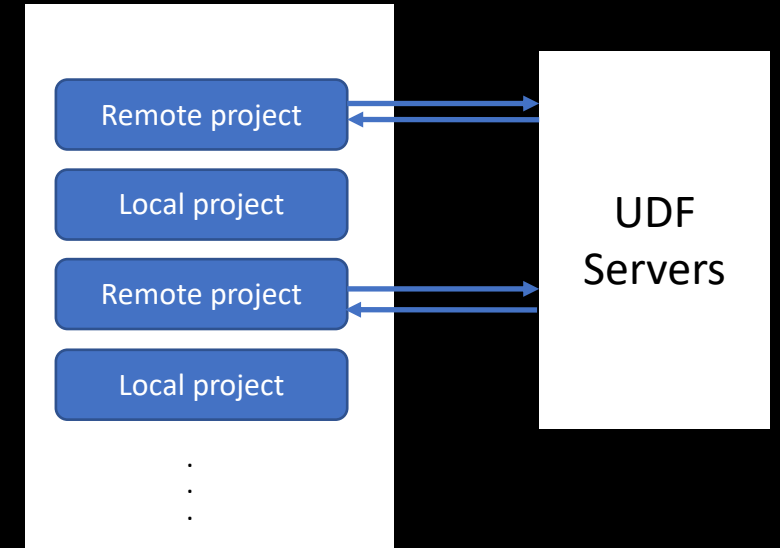 Remote project
Local project
Remote project
Local project
.
.
.
UDF
Servers